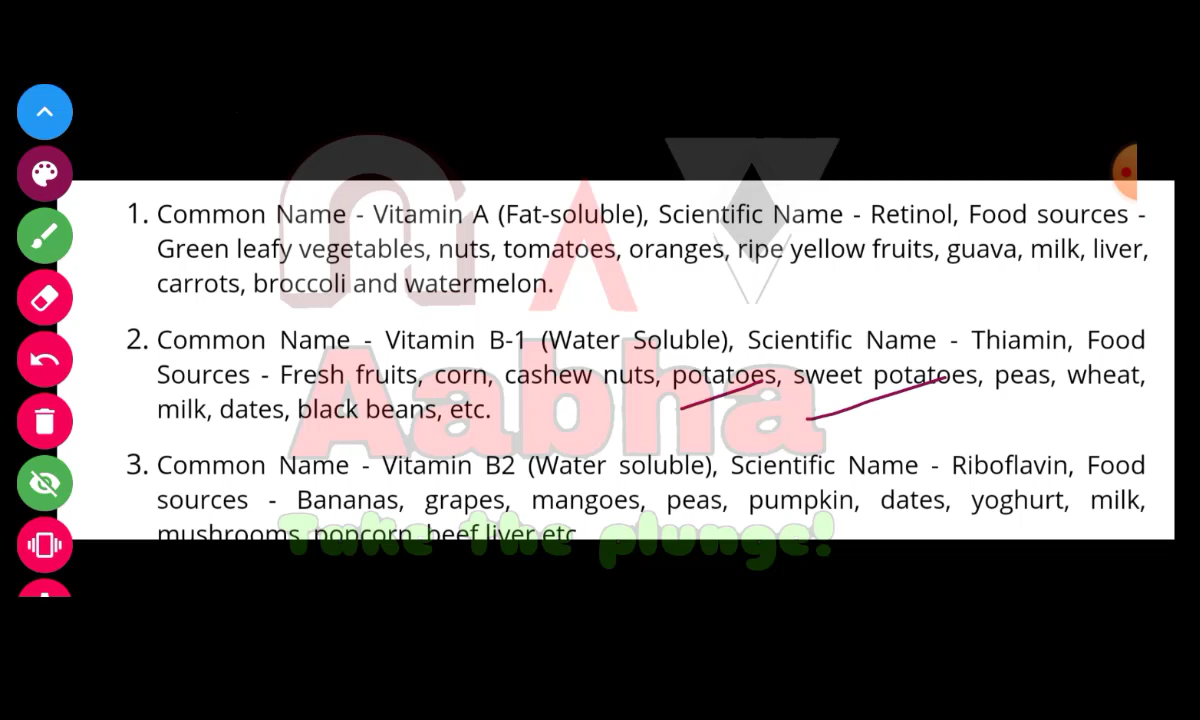 1. Common Name - Vitamin A (Fat-soluble), Scientific Name - Retinol, Food sources -
Green leafy vegetables, nuts, tomatoes, oranges, ripe yellow fruits, guava, milk, liver,
carrots, broccoli and watermelon.
2. Common Name - Vitamin B-1 (Water Soluble), Scientific Name - Thiamin, Food
Sources - Fresh fruits, corn, cashew nuts, potatoes, sweet potatoes, peas, wheat,
milk, dates, black beans, etc.
Aabha
3. Common Name - Vitamin B2 (Water soluble), Scientific Name - Riboflavin, Food
sources - Bananas, grapes, mangoes, peas, pumpkin, dates, yoghurt, milk,
mushrooms, popcorn, beef liver etc
Take the plunge!